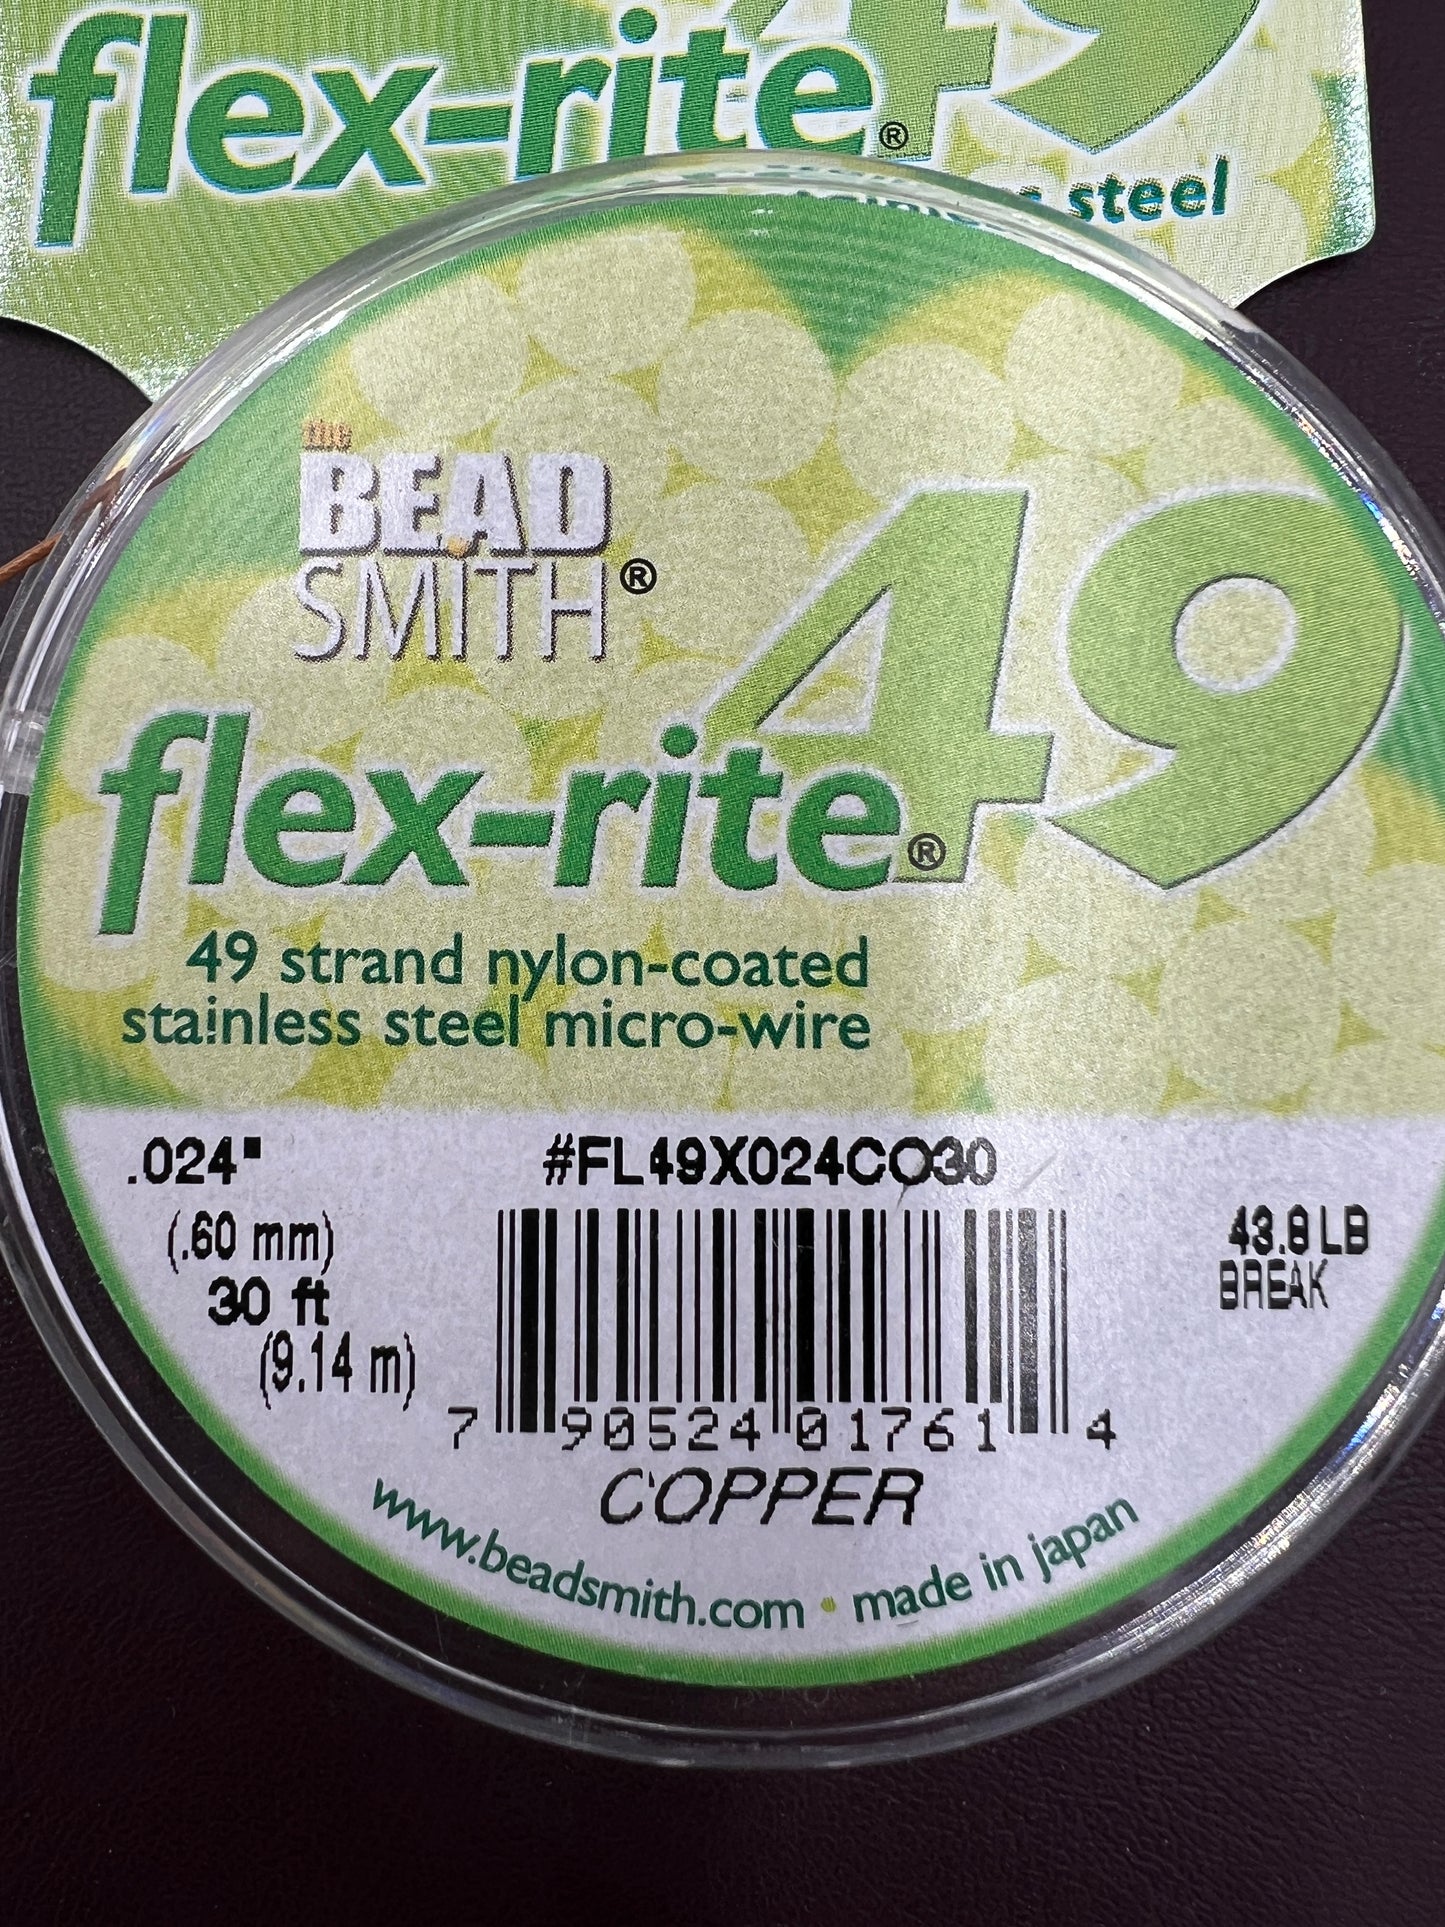 49
flex-rite®
steel
the
BEAD
SMITH®
49
flex-rite®
49 strand nylon-coated
stainless steel micro-wire
.024" #FL49X024CO30
(.60 mm)
30 ft
(9.14 m)
43.8 LB
BREAK
7 90524 01761 4
COPPER
www.beadsmith.com • made in japan